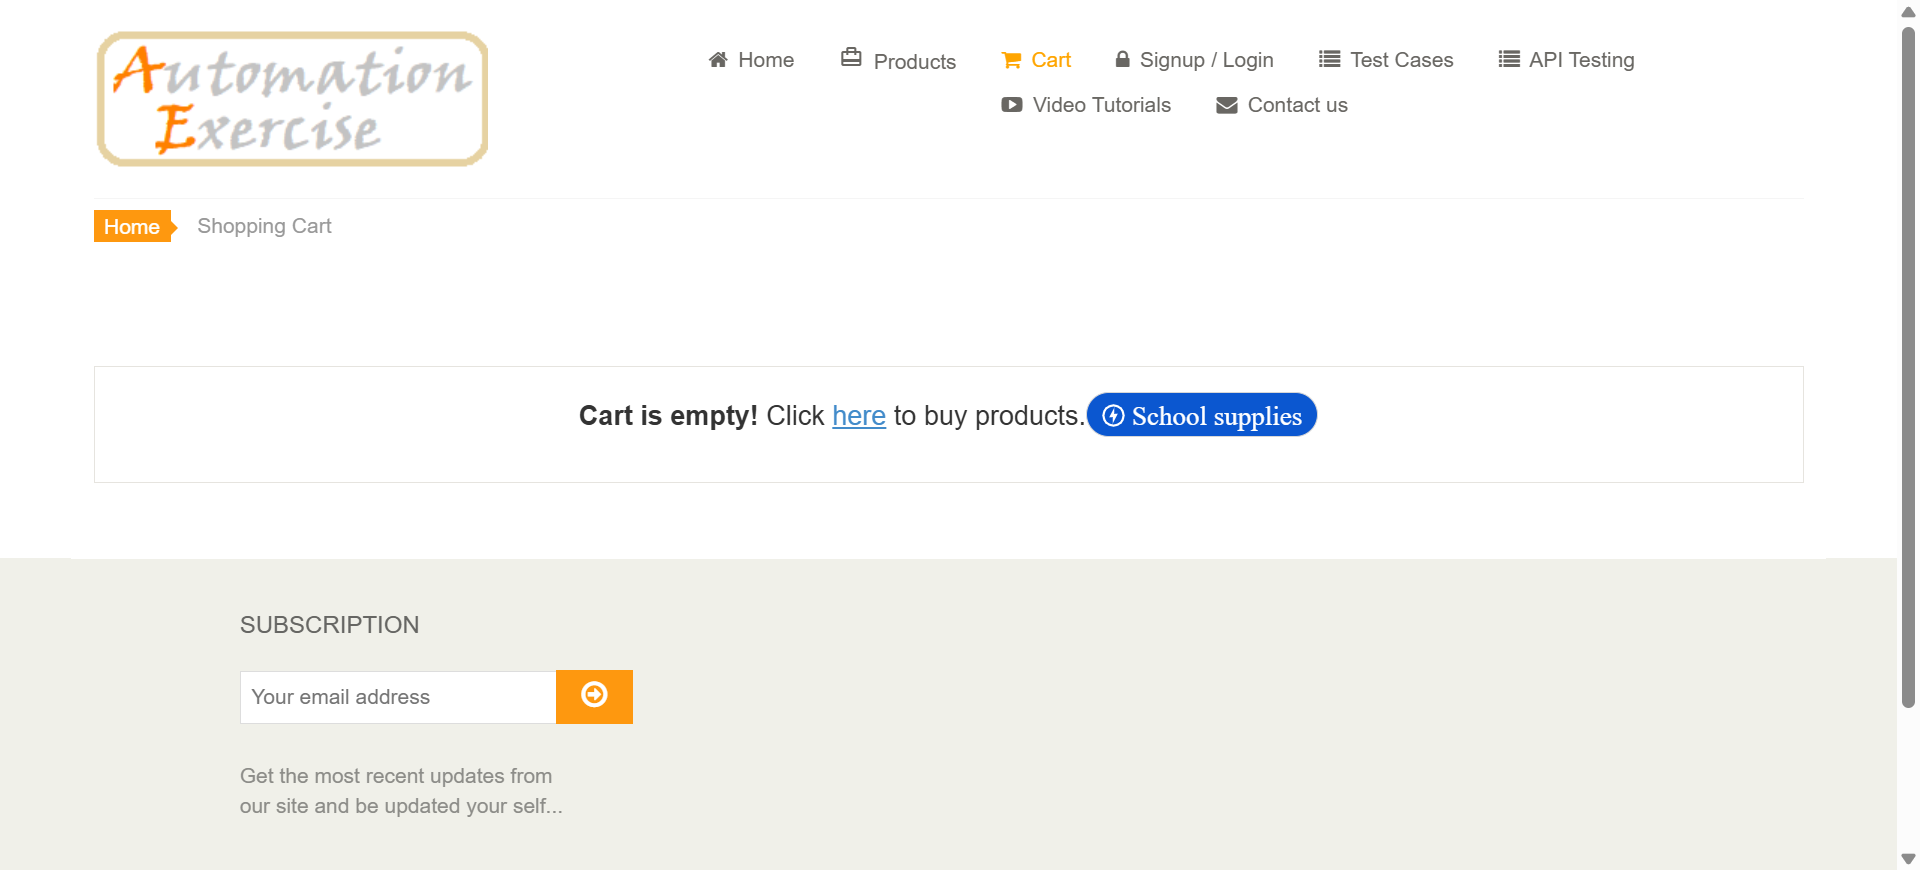 Automation
Exercise
Home Products Cart Signup / Login Test Cases API Testing
Video Tutorials Contact us
Home Shopping Cart
Cart is empty! Click here to buy products. School supplies
SUBSCRIPTION
Your email address
Get the most recent updates from
our site and be updated your self...